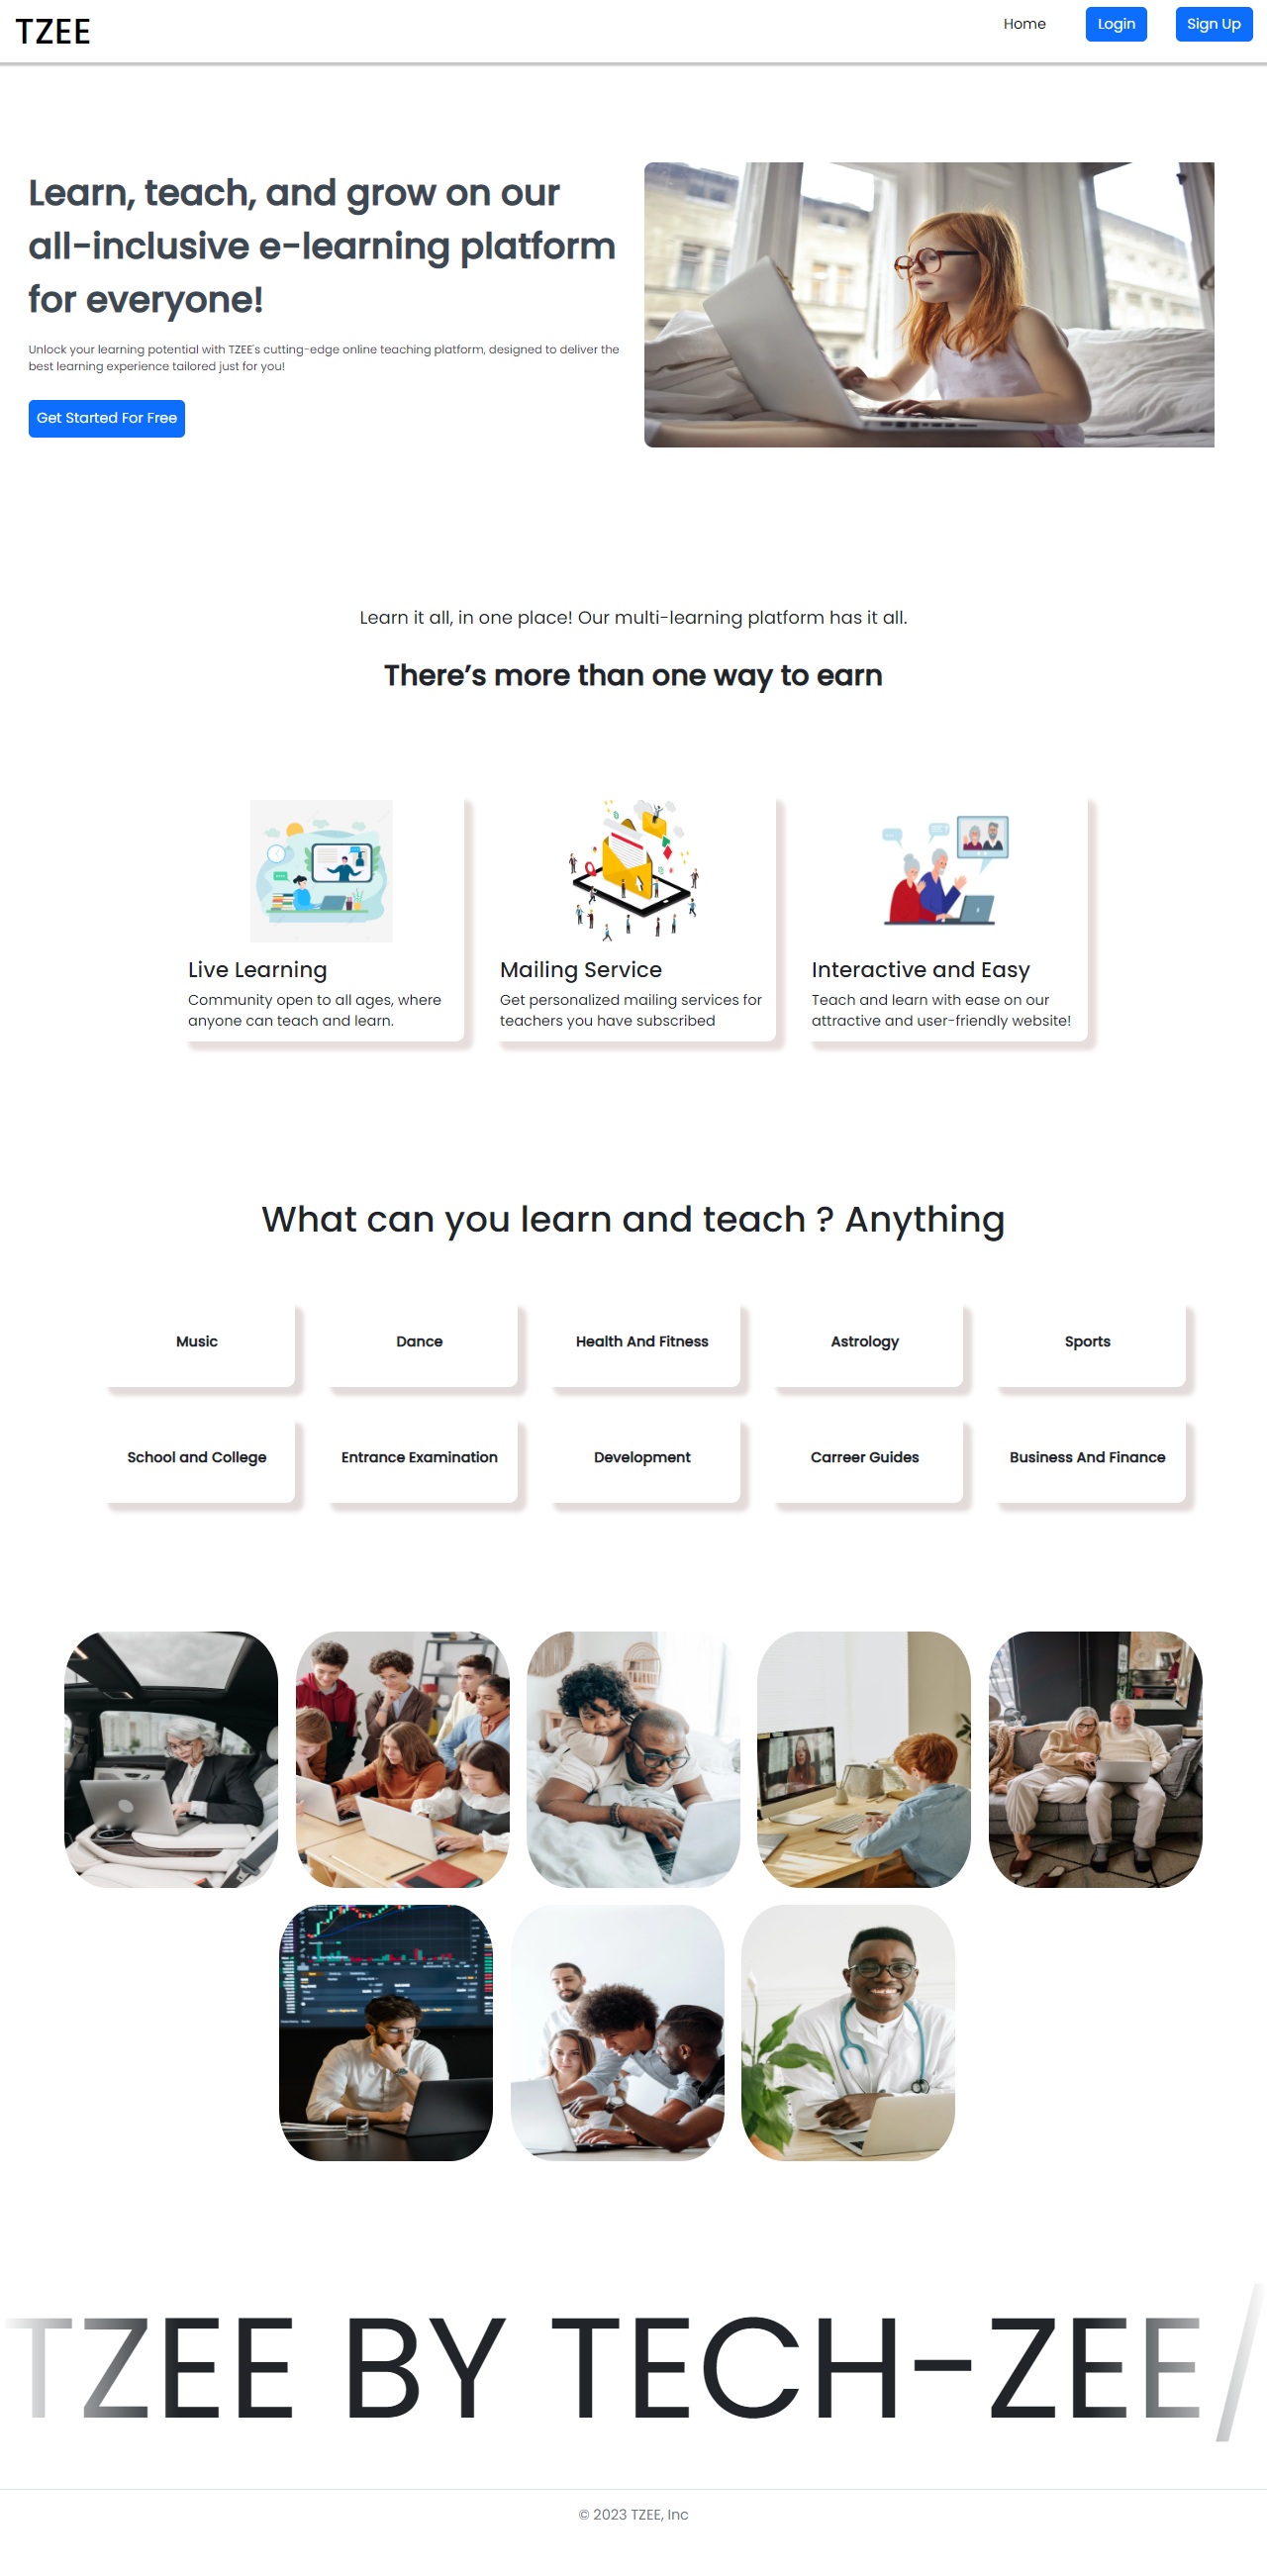 TZEE
Home
Login
Sign Up
Learn, teach, and grow on our
all-inclusive e-learning platform
for everyone!
Unlock your learning potential with TZEE's cutting-edge online teaching platform, designed to deliver the
best learning experience tailored just for you!
Get Started For Free
Learn it all, in one place! Our multi-learning platform has it all.
There’s more than one way to earn
Live Learning
Community open to all ages, where
anyone can teach and learn.
Mailing Service
Get personalized mailing services for
teachers you have subscribed
Interactive and Easy
Teach and learn with ease on our
attractive and user-friendly website!
What can you learn and teach ? Anything
Music
Dance
Health And Fitness
Astrology
Sports
School and College
Entrance Examination
Development
Carreer Guides
Business And Finance
TZEE BY TECH-ZEE/
© 2023 TZEE, Inc